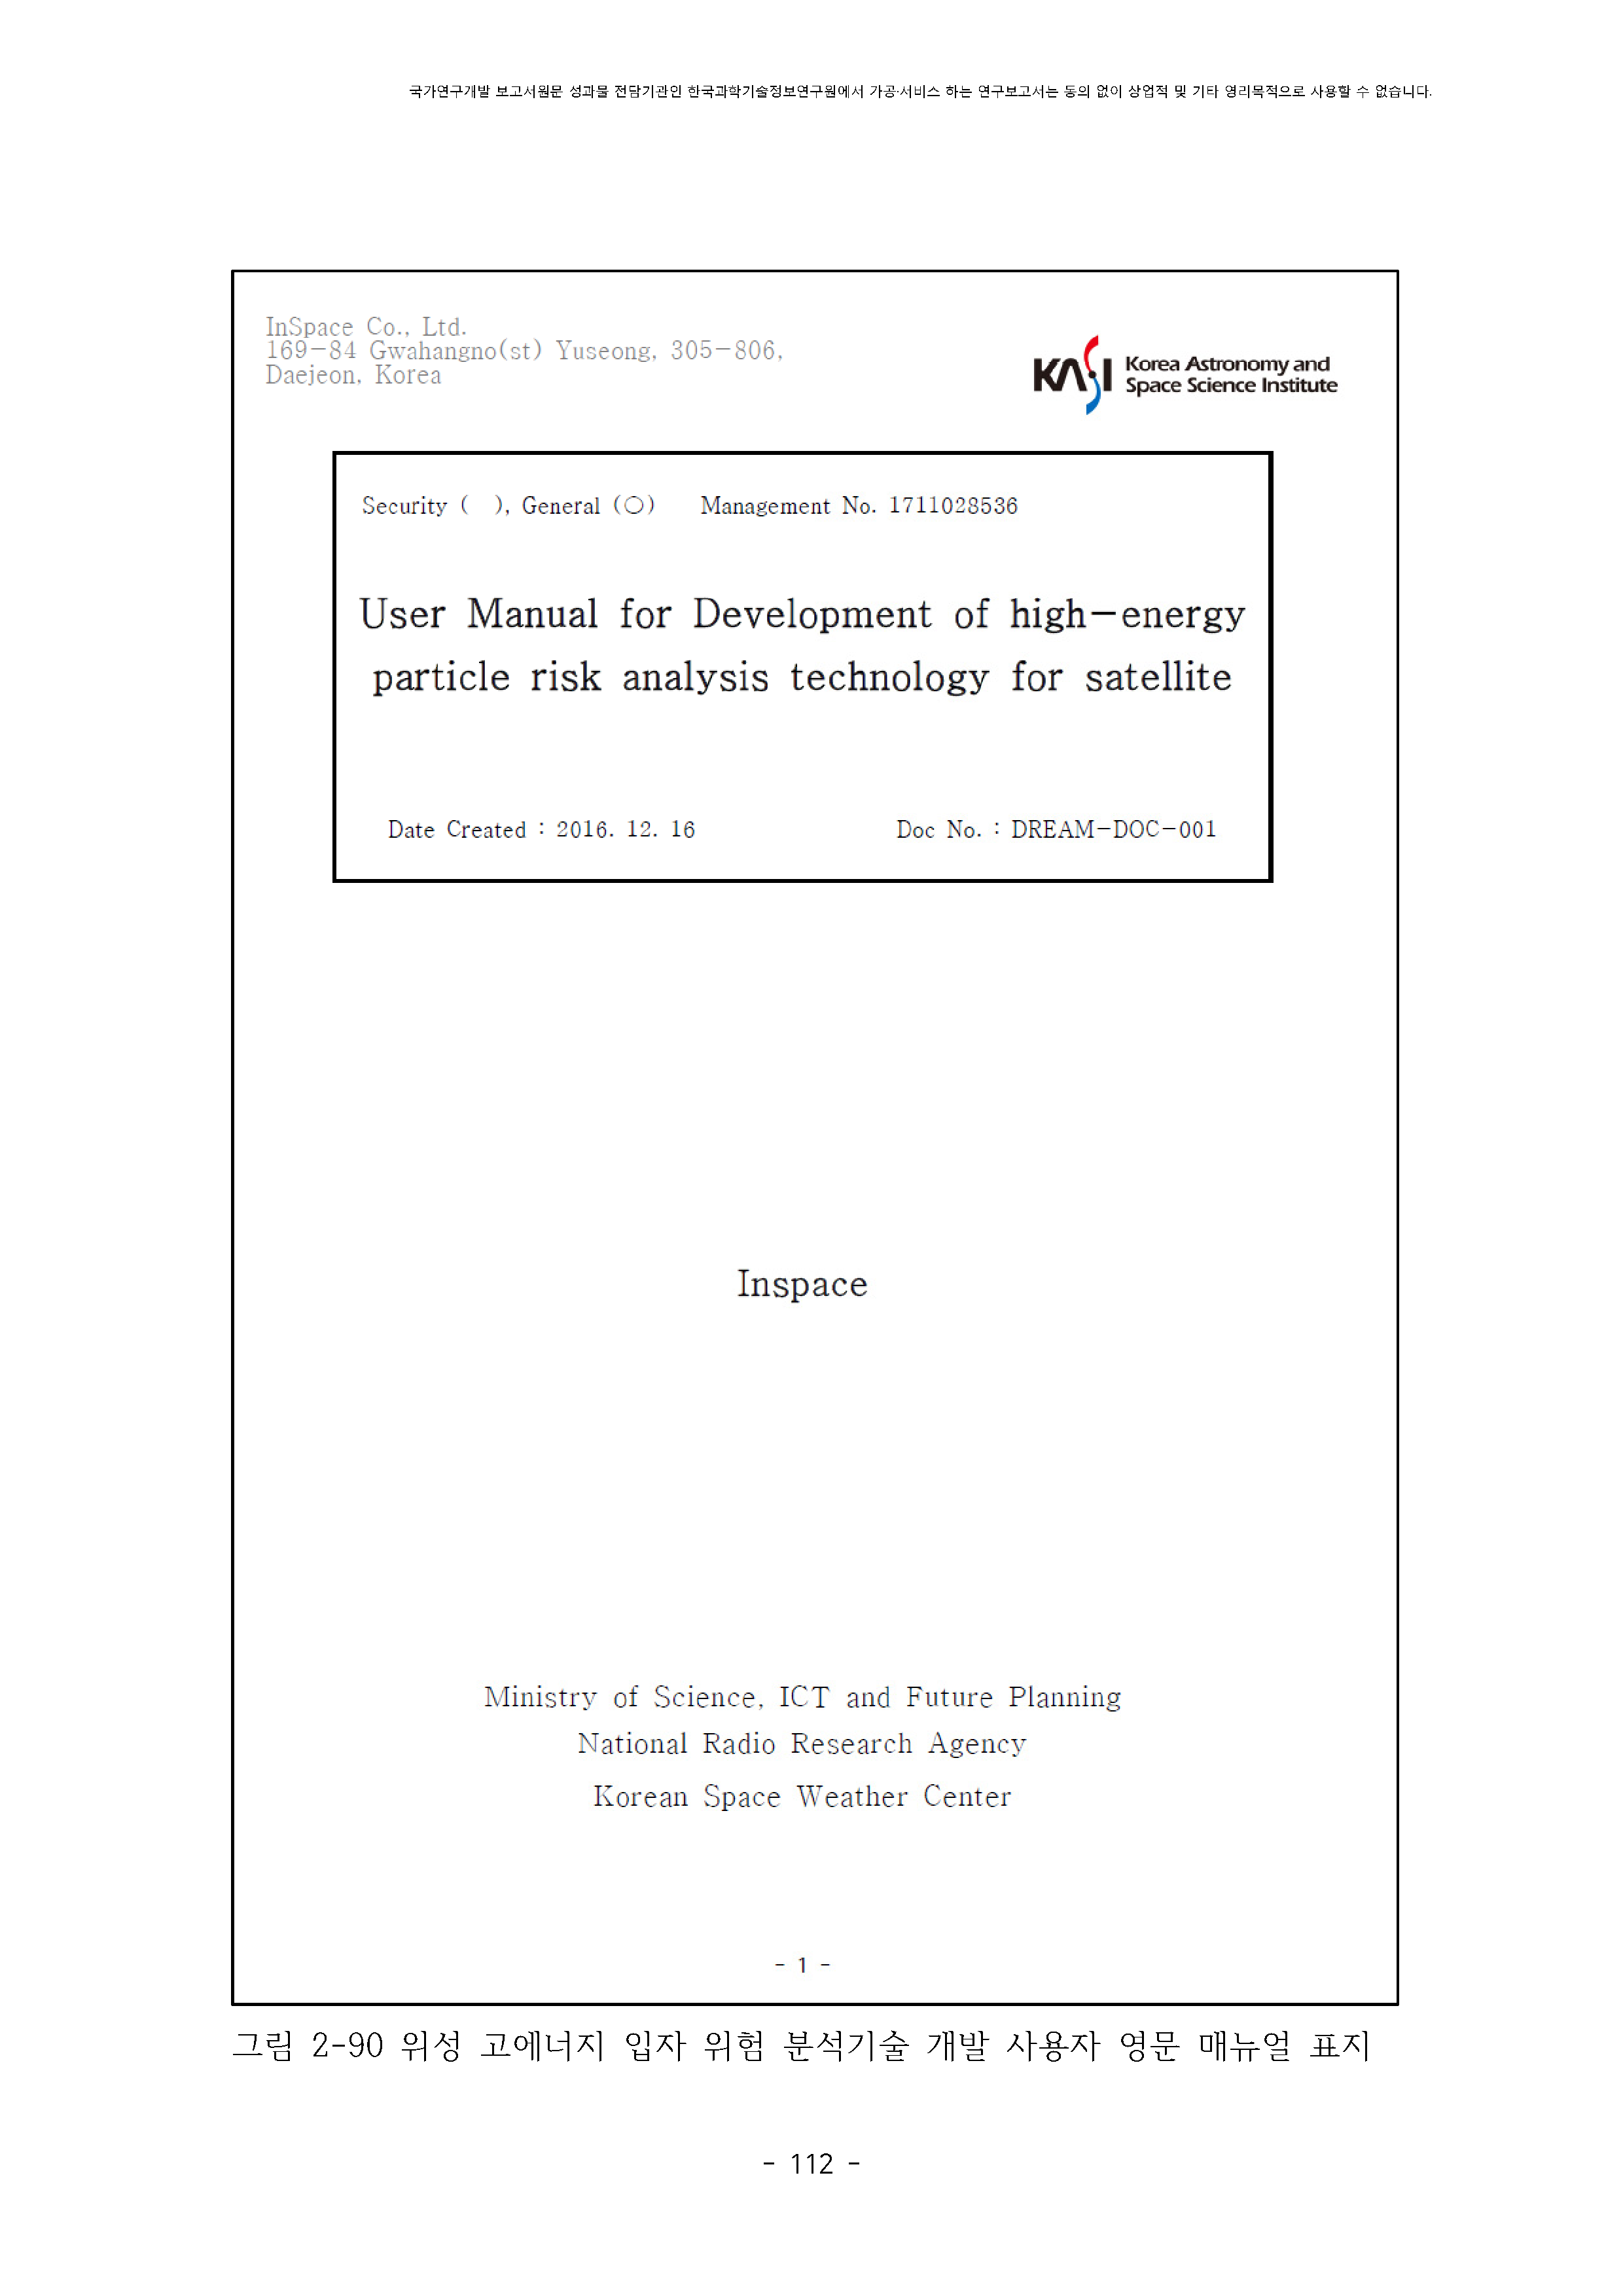 국가연구개발 보고서원문 성과물 전담기관인 한국과학기술정보연구원에서 가공·서비스 하는 연구보고서는 동의 없이 상업적 및 기타 영리목적으로 사용할 수 없습니다.
InSpace Co., Ltd.
169-84 Gwahangno(st) Yuseong, 305-806,
Daejeon, Korea
KASI Korea Astronomy and
Space Science Institute
Security (  ), General (○) Management No. 1711028536
User Manual for Development of high-energy
particle risk analysis technology for satellite
Date Created : 2016. 12. 16 Doc No. : DREAM-DOC-001
Inspace
Ministry of Science, ICT and Future Planning
National Radio Research Agency
Korean Space Weather Center
- 1 -
그림 2-90 위성 고에너지 입자 위험 분석기술 개발 사용자 영문 매뉴얼 표지
- 112 -